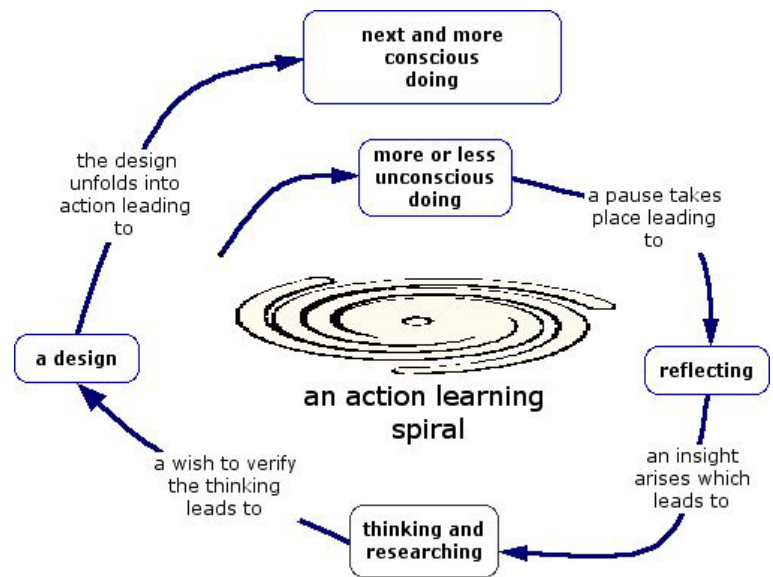 next and more
conscious
doing
more or less
unconscious
doing
the design
unfolds into
action leading
to
a pause takes
place leading
to
a design
reflecting
an action learning
spiral
a wish to verify
the thinking
leads to
an insight
arises which
leads to
thinking and
researching